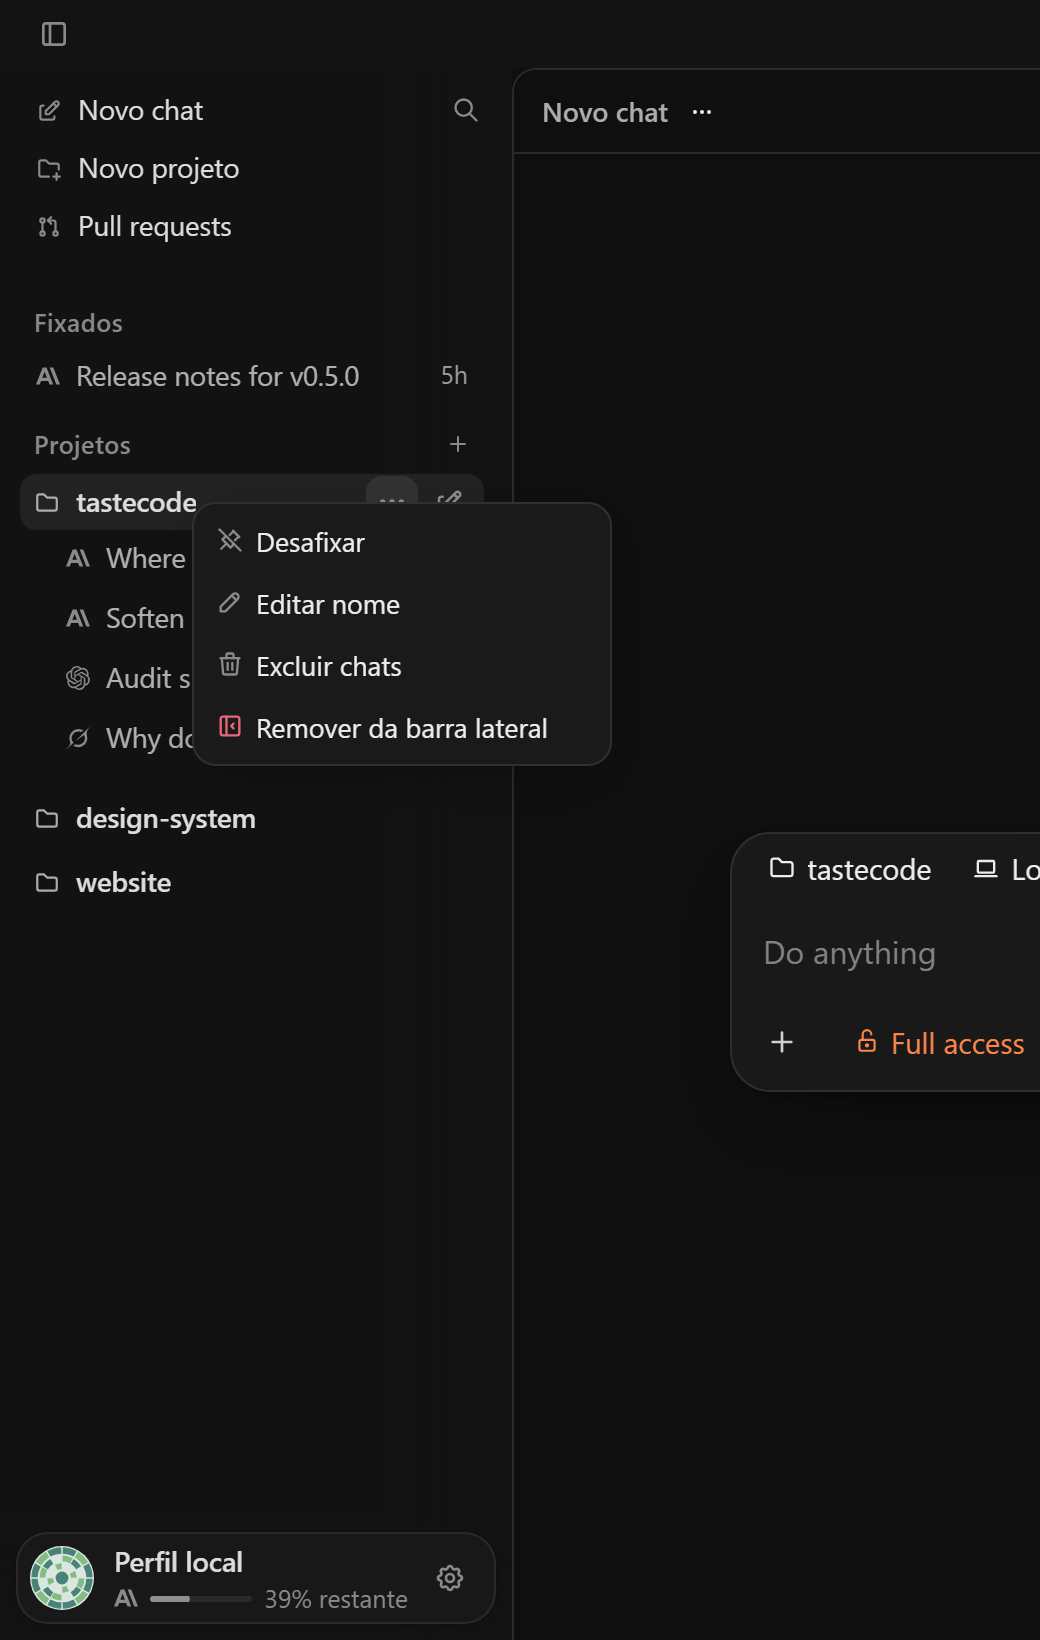 Novo chat
Novo projeto
Pull requests
Fixados
Release notes for v0.5.0
5h
Projetos
tastecode
Where
Soften
Audit s
Why do
design-system
website
Desafixar
Editar nome
Excluir chats
Remover da barra lateral
Novo chat
tastecode
Lo
Do anything
Full access
Perfil local
39% restante